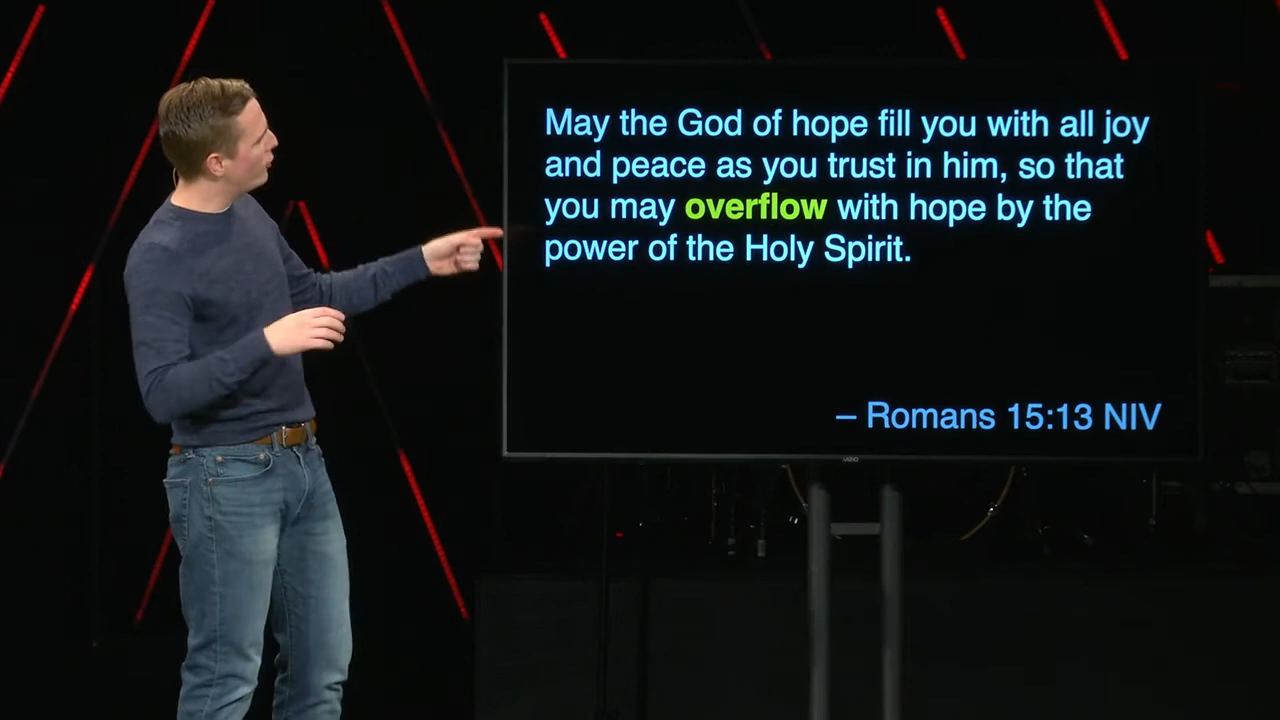 May the God of hope fill you with all joy
and peace as you trust in him, so that
you may overflow with hope by the
power of the Holy Spirit.
– Romans 15:13 NIV
VIZIO